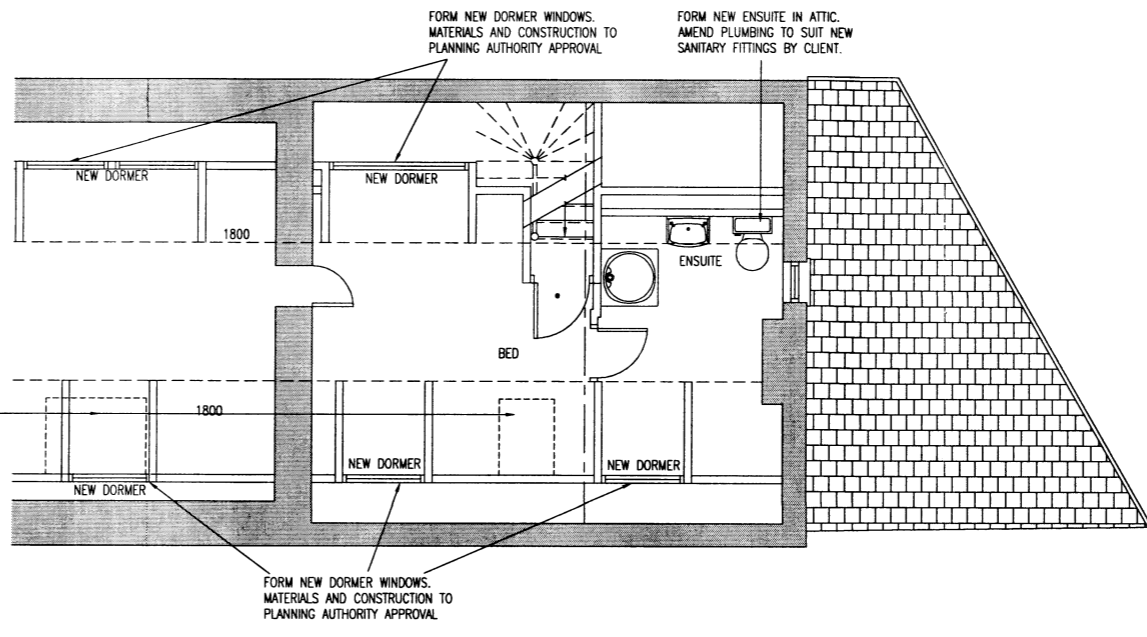 FORM NEW DORMER WINDOWS.
MATERIALS AND CONSTRUCTION TO
PLANNING AUTHORITY APPROVAL
FORM NEW ENSUITE IN ATTIC.
AMEND PLUMBING TO SUIT NEW
SANITARY FITTINGS BY CLIENT.
NEW DORMER
NEW DORMER
1800
ENSUITE
BED
1800
NEW DORMER
NEW DORMER
NEW DORMER
FORM NEW DORMER WINDOWS.
MATERIALS AND CONSTRUCTION TO
PLANNING AUTHORITY APPROVAL